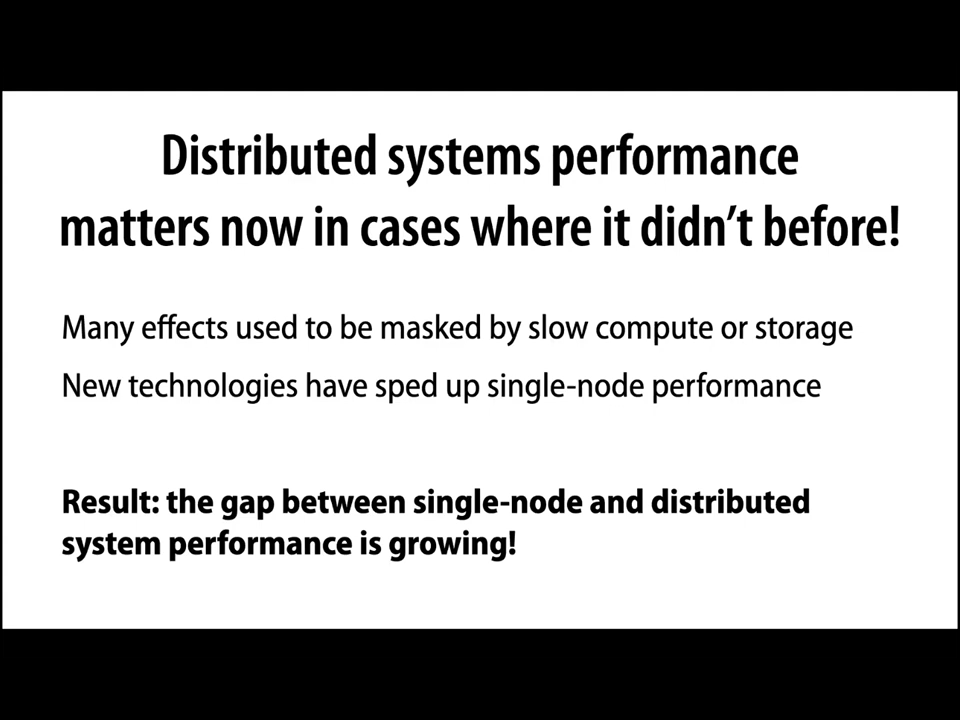 Distributed systems performance
matters now in cases where it didn’t before!
Many effects used to be masked by slow compute or storage
New technologies have sped up single-node performance
Result: the gap between single-node and distributed
system performance is growing!